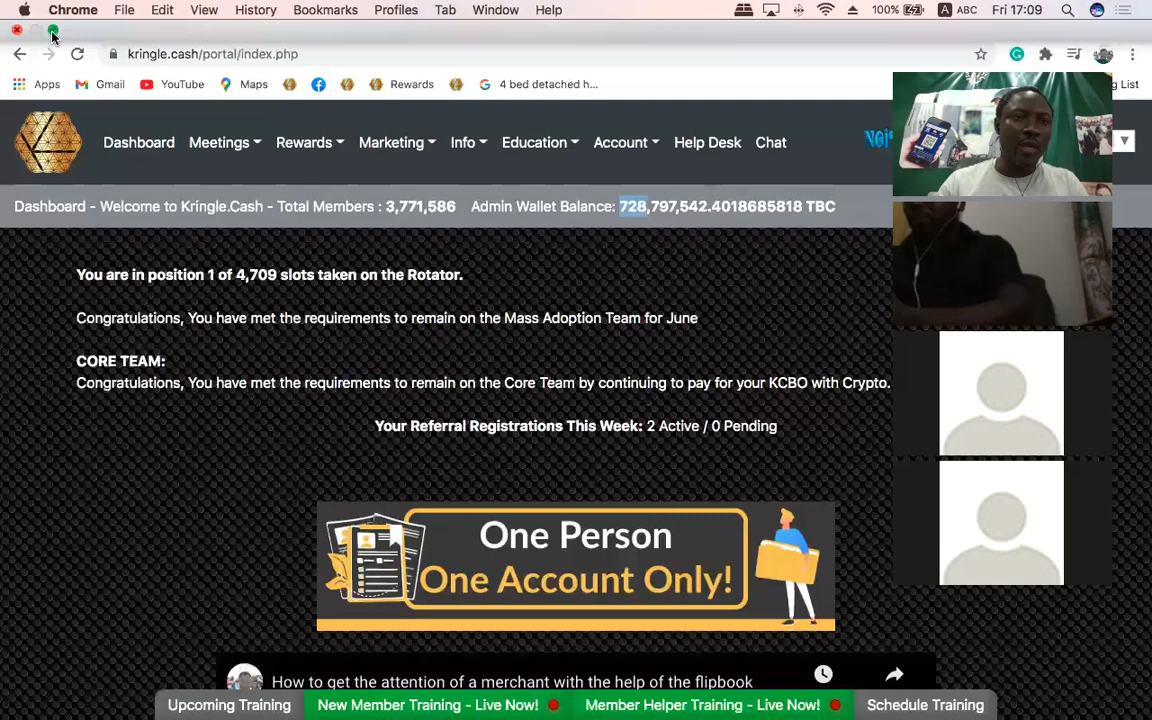 Chrome File Edit View History Bookmarks Profiles Tab Window Help 100% A ABC Fri 17:09
kringle.cash/portal/index.php
Apps Gmail YouTube Maps Rewards 4 bed detached h... g List
Dashboard Meetings Rewards Marketing Info Education Account Help Desk Chat
Dashboard - Welcome to Kringle.Cash - Total Members : 3,771,586 Admin Wallet Balance: 728,797,542.4018685818 TBC
You are in position 1 of 4,709 slots taken on the Rotator.
Congratulations, You have met the requirements to remain on the Mass Adoption Team for June
CORE TEAM:
Congratulations, You have met the requirements to remain on the Core Team by continuing to pay for your KCBO with Crypto.
Your Referral Registrations This Week: 2 Active / 0 Pending
One Person
One Account Only!
How to get the attention of a merchant with the help of the flipbook
Upcoming Training New Member Training - Live Now! Member Helper Training - Live Now! Schedule Training